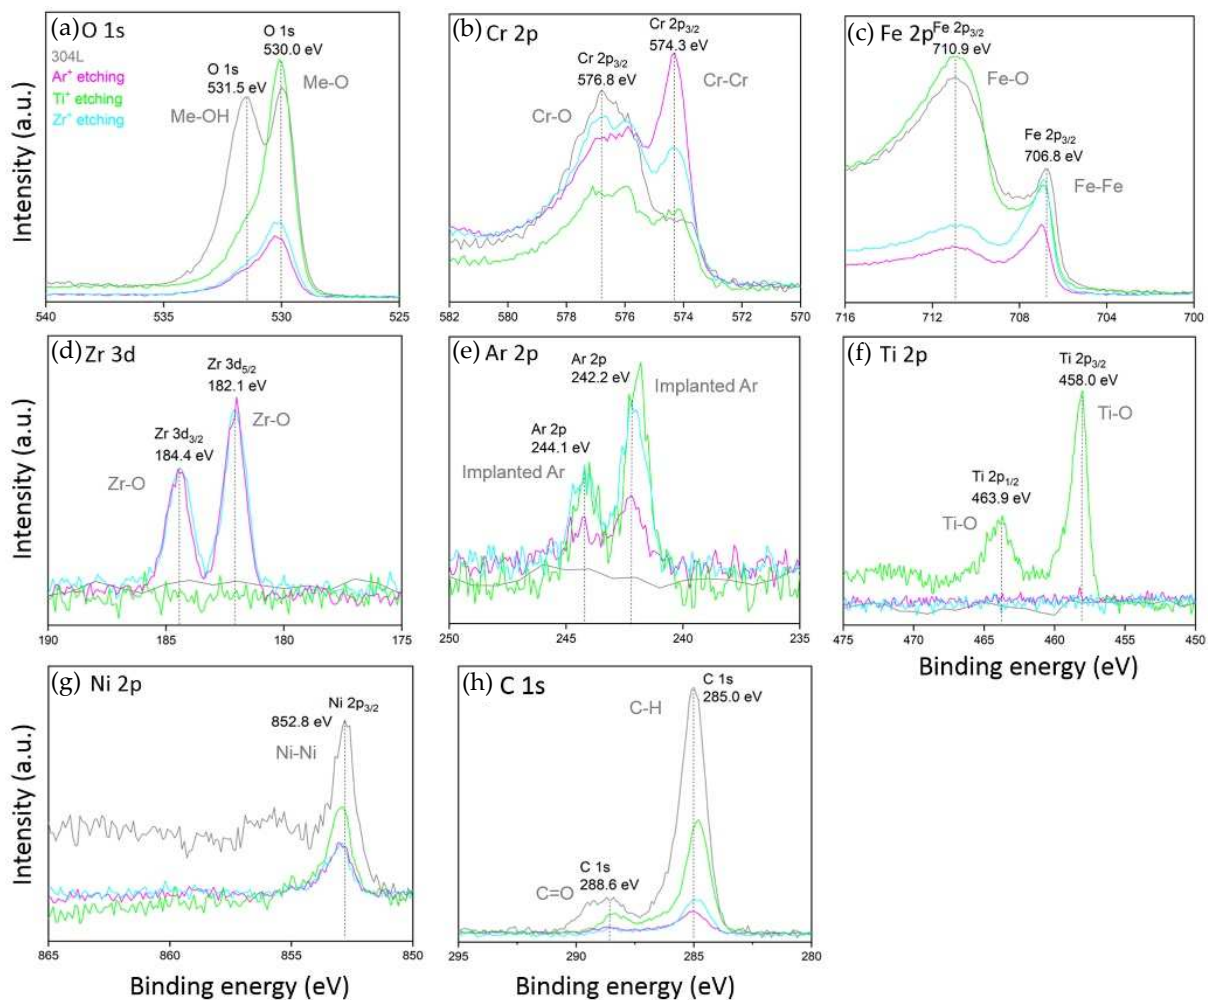 (a) O 1s
304L
Ar⁺ etching
Ti⁺ etching
Zr⁺ etching
O 1s
531.5 eV
Me-OH
O 1s
530.0 eV
Me-O
540 535 530 525
Intensity (a.u.)
(b) Cr 2p
Cr 2p₃/₂
576.8 eV
Cr-O
Cr 2p₃/₂
574.3 eV
Cr-Cr
582 580 578 576 574 572 570
(c) Fe 2p
Fe 2p₃/₂
710.9 eV
Fe-O
Fe 2p₃/₂
706.8 eV
Fe-Fe
716 712 708 704 700
(d) Zr 3d
Zr 3d₅/₂
182.1 eV
Zr-O
Zr 3d₃/₂
184.4 eV
Zr-O
190 185 180 175
Intensity (a.u.)
(e) Ar 2p
Ar 2p
242.2 eV
Implanted Ar
Ar 2p
244.1 eV
Implanted Ar
250 245 240 235
(f) Ti 2p
Ti 2p₃/₂
458.0 eV
Ti-O
Ti 2p₁/₂
463.9 eV
Ti-O
475 470 465 460 455 450
Binding energy (eV)
(g) Ni 2p
Ni 2p₃/₂
852.8 eV
Ni-Ni
865 860 855 850
Intensity (a.u.)
Binding energy (eV)
(h) C 1s
C 1s
285.0 eV
C-H
C 1s
288.6 eV
C=O
295 290 285 280
Binding energy (eV)